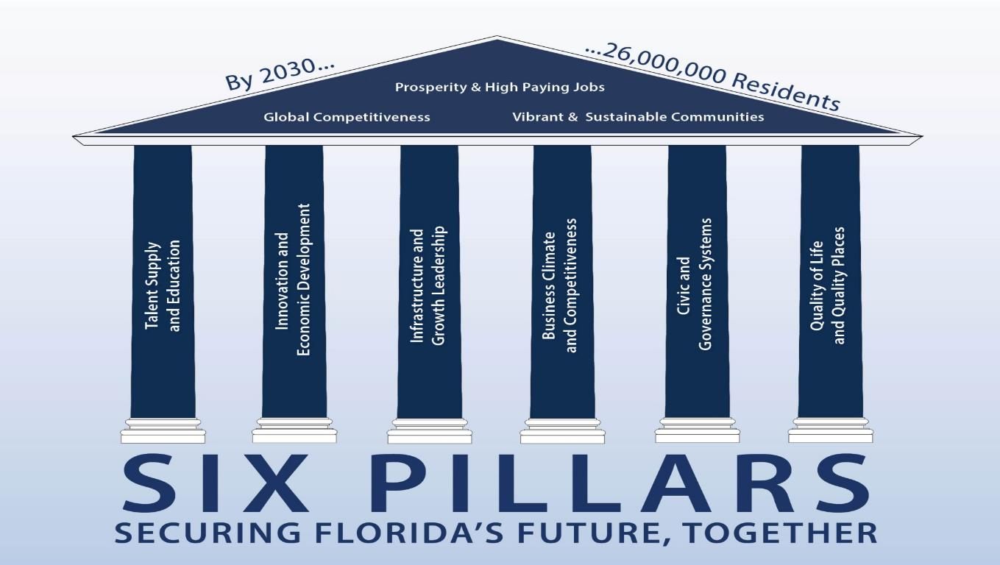 By 2030...
...26,000,000 Residents
Prosperity & High Paying Jobs
Global Competitiveness
Vibrant & Sustainable Communities
Talent Supply
and Education
Innovation and
Economic Development
Infrastructure and
Growth Leadership
Business Climate
and Competitiveness
Civic and
Governance Systems
Quality of Life
and Quality Places
SIX PILLARS
SECURING FLORIDA'S FUTURE, TOGETHER